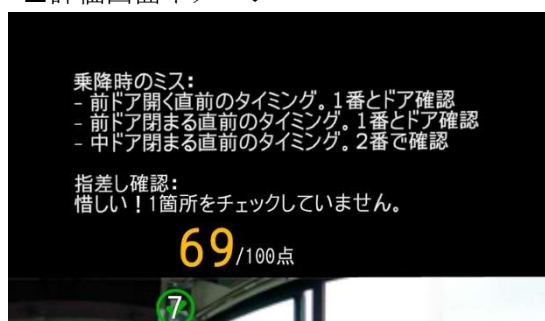 乗降時のミス:
- 前ドア開く直前のタイミング。1番とドア確認
- 前ドア閉まる直前のタイミング。1番とドア確認
- 中ドア閉まる直前のタイミング。2番で確認
指差し確認:
惜しい!1箇所をチェックしていません。
69/100点
7